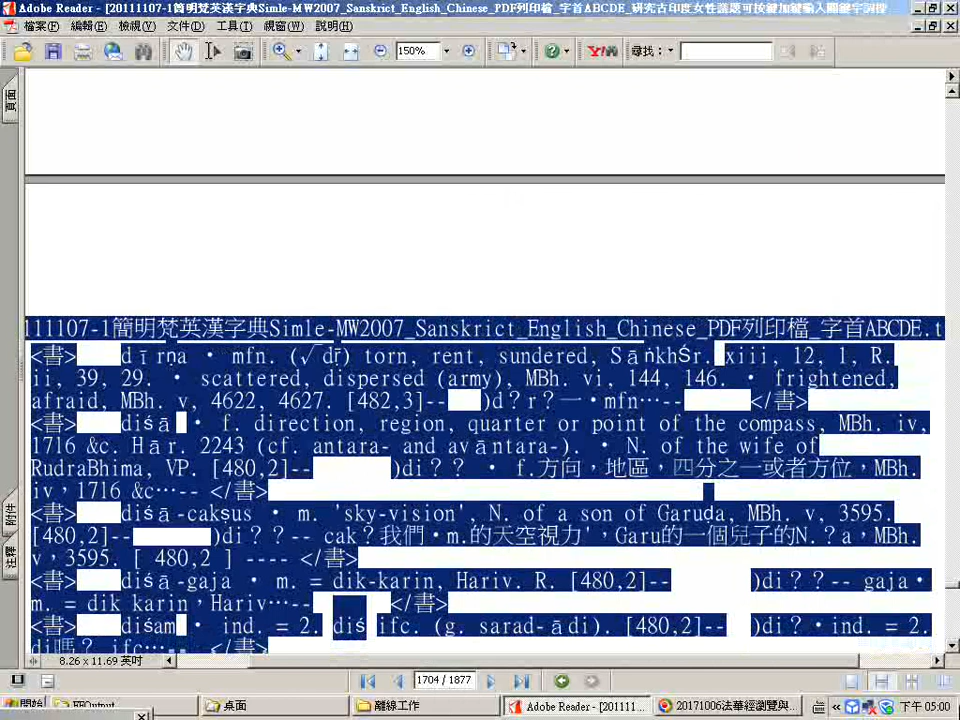 Adobe Reader - [20111107-1簡明梵英漢字典Simle-MW2007_Sanskrict_English_Chinese_PDF列印檔_字首ABCDE_研究古印度女性議題可按鍵加鍵輸入關鍵字詞搜
檔案(F) 編輯(E) 檢視(V) 文件(D) 工具(T) 視窗(W) 說明(H)
150% Y! 尋找：
頁面
附件
注釋
111107-1簡明梵英漢字典Simle-MW2007_Sanskrict_English_Chinese_PDF列印檔_字首ABCDE.t
<書> dīrṇa • mfn. (√dṝ) torn, rent, sundered, SāṅkhŚr. xiii, 12, 1, R.
ii, 39, 29. • scattered, dispersed (army), MBh. vi, 144, 146. • frightened,
afraid, MBh. v, 4622, 4627. [482,3]-- )d？r？一・mfn…-- </書>
<書> diśā • f. direction, region, quarter or point of the compass, MBh. iv,
1716 &c. Hār. 2243 (cf. antara- and avāntara-). • N. of the wife of
RudraBhima, VP. [480,2]-- )di？？ • f.方向，地區，四分之一或者方位，MBh.
iv，1716 &c…-- </書>
<書> diśā-cakṣus • m. 'sky-vision', N. of a son of Garuḍa, MBh. v, 3595.
[480,2]-- )di？？-- cak？我們・m.的天空視力'，Garu的一個兒子的N.？a，MBh.
v，3595. [ 480,2 ] ---- </書>
<書> diśā-gaja • m. = dik-karin, Hariv. R. [480,2]-- )di？？-- gaja・
m. = dik karin，Hariv…-- </書>
<書> diśam • ind. = 2. diś ifc. (g. sarad-ādi). [480,2]-- )di？・ind. = 2.
di嗎？ ifc…-- </書>
8.26 x 11.69 英吋
1704 / 1877
開始 EEOutput 桌面 離線工作 Adobe Reader - [201111... 20171006法華經瀏覽與... « 下午 05:00